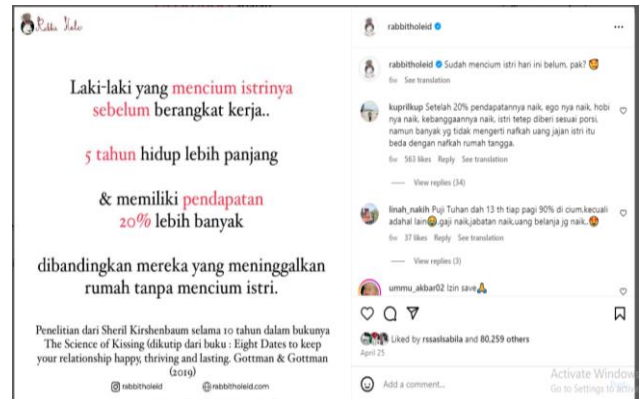 Rabbit Hole
Laki-laki yang mencium istrinya
sebelum berangkat kerja..
5 tahun hidup lebih panjang
& memiliki pendapatan
20% lebih banyak
dibandingkan mereka yang meninggalkan
rumah tanpa mencium istri.
Penelitian dari Sheril Kirshenbaum selama 10 tahun dalam bukunya
The Science of Kissing (dikutip dari buku : Eight Dates to keep
your relationship happy, thriving and lasting. Gottman & Gottman
(2019)
rabbitholeid
rabbitholeid.com
rabbitholeid
rabbitholeid Sudah mencium istri hari ini belum, pak? 🥰
6w See translation
kuprilkup Setelah 20% pendapatannya naik, ego nya naik, hobi
nya naik, kebanggaannya naik, istri tetep diberi sesuai porsi,
namun banyak yg tidak mengerti nafkah uang jajan istri itu
beda dengan nafkah rumah tangga.
6w 563 likes Reply See translation
View replies (34)
linah_nakih Puji Tuhan dah 13 th tiap pagi 90% di cium,kecuali
adahal lain😂,gaji naik,jabatan naik,uang belanja jg naik..😍
6w 37 likes Reply See translation
View replies (3)
ummu_akbar02 Izin save🙏
Liked by rssaslsabila and 80,259 others
April 25
Add a comment...
Activate Window
Go to Settings to activ